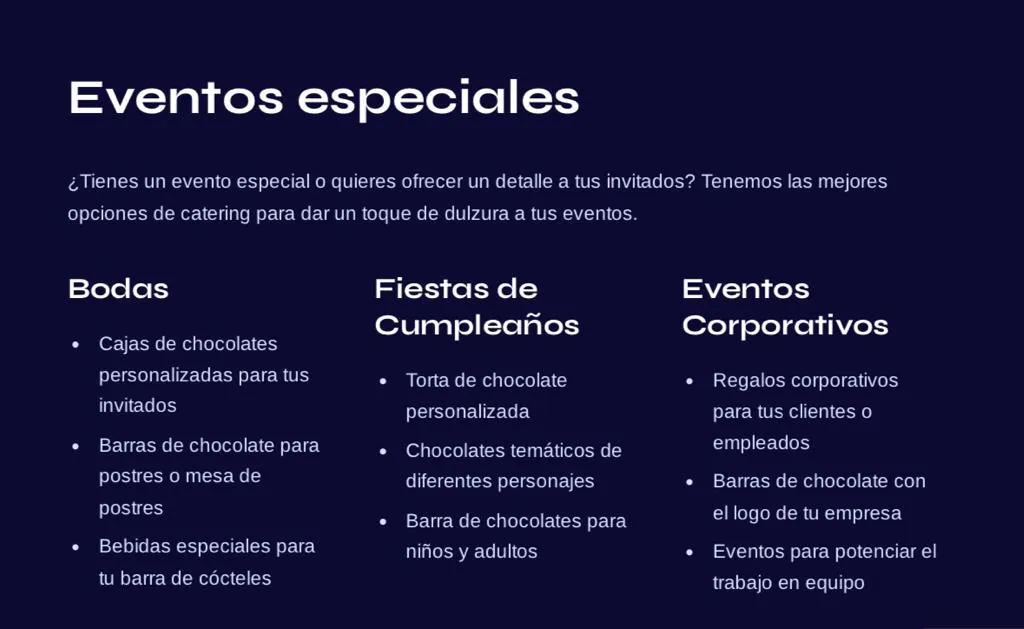 Eventos especiales
¿Tienes un evento especial o quieres ofrecer un detalle a tus invitados? Tenemos las mejores
opciones de catering para dar un toque de dulzura a tus eventos.
Bodas
• Cajas de chocolates
personalizadas para tus
invitados
• Barras de chocolate para
postres o mesa de
postres
• Bebidas especiales para
tu barra de cócteles
Fiestas de
Cumpleaños
• Torta de chocolate
personalizada
• Chocolates temáticos de
diferentes personajes
• Barra de chocolates para
niños y adultos
Eventos
Corporativos
• Regalos corporativos
para tus clientes o
empleados
• Barras de chocolate con
el logo de tu empresa
• Eventos para potenciar el
trabajo en equipo